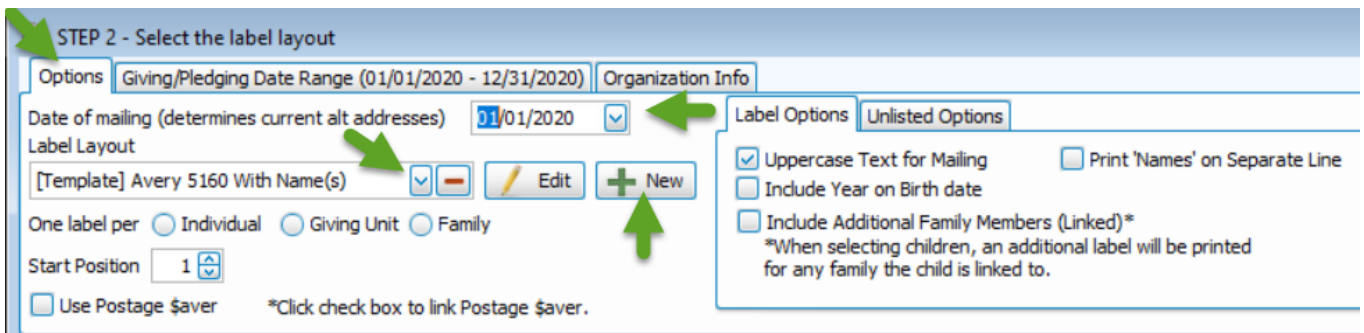 STEP 2 - Select the label layout
Options Giving/Pledging Date Range (01/01/2020 - 12/31/2020) Organization Info
Date of mailing (determines current alt addresses) 01/01/2020
Label Layout
[Template] Avery 5160 With Name(s) Edit New
One label per Individual Giving Unit Family
Start Position 1
Use Postage $aver *Click check box to link Postage $aver.
Label Options Unlisted Options
Uppercase Text for Mailing Print 'Names' on Separate Line
Include Year on Birth date
Include Additional Family Members (Linked)*
*When selecting children, an additional label will be printed
for any family the child is linked to.